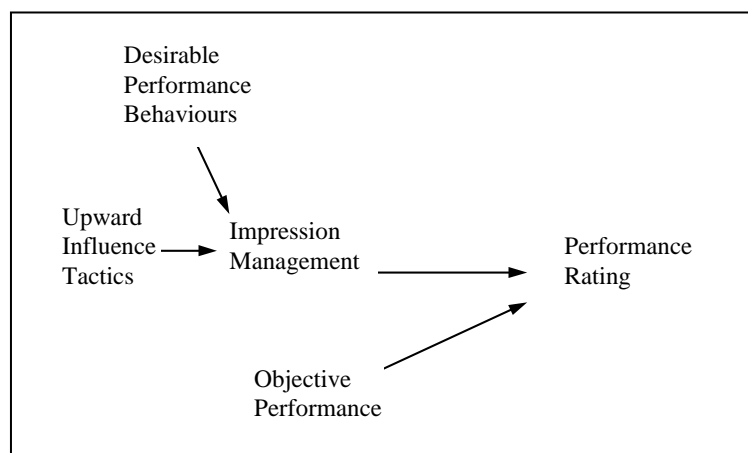 Desirable
Performance
Behaviours
Upward
Influence
Tactics
Impression
Management
Performance
Rating
Objective
Performance